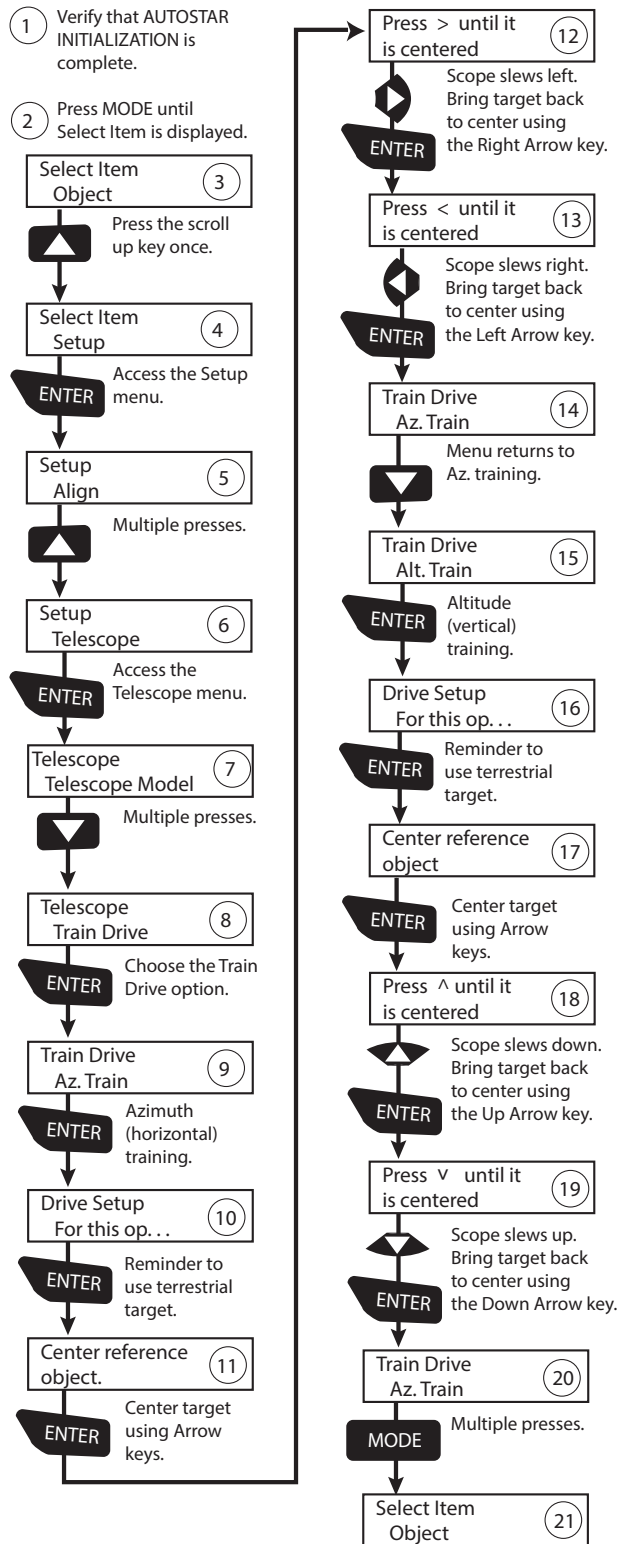 1
Verify that AUTOSTAR
INITIALIZATION is
complete.
2
Press MODE until
Select Item is displayed.
Select Item
Object
3
Press the scroll
up key once.
Select Item
Setup
4
ENTER
Access the Setup
menu.
Setup
Align
5
Multiple presses.
Setup
Telescope
6
ENTER
Access the
Telescope menu.
Telescope
Telescope Model
7
Multiple presses.
Telescope
Train Drive
8
ENTER
Choose the Train
Drive option.
Train Drive
Az. Train
9
ENTER
Azimuth
(horizontal)
training.
Drive Setup
For this op. . .
10
ENTER
Reminder to
use terrestrial
target.
Center reference
object.
11
ENTER
Center target
using Arrow
keys.
Press > until it
is centered
12
Scope slews left.
Bring target back
to center using
the Right Arrow key.
ENTER
Press < until it
is centered
13
Scope slews right.
Bring target back
to center using
the Left Arrow key.
ENTER
Train Drive
Az. Train
14
Menu returns to
Az. training.
Train Drive
Alt. Train
15
ENTER
Altitude
(vertical)
training.
Drive Setup
For this op. . .
16
ENTER
Reminder to
use terrestrial
target.
Center reference
object
17
ENTER
Center target
using Arrow
keys.
Press ^ until it
is centered
18
Scope slews down.
Bring target back
to center using
the Up Arrow key.
ENTER
Press v until it
is centered
19
Scope slews up.
Bring target back
to center using
the Down Arrow key.
ENTER
Train Drive
Az. Train
20
MODE
Multiple presses.
Select Item
Object
21